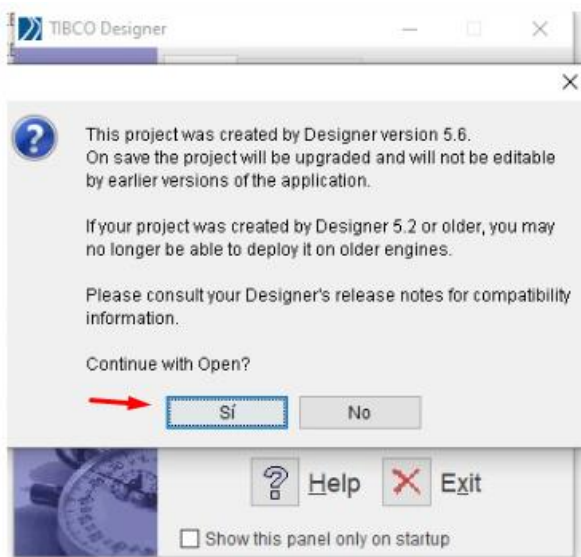 TIBCO Designer
This project was created by Designer version 5.6.
On save the project will be upgraded and will not be editable
by earlier versions of the application.
If your project was created by Designer 5.2 or older, you may
no longer be able to deploy it on older engines.
Please consult your Designer's release notes for compatibility
information.
Continue with Open?
Sí No
Help Exit
Show this panel only on startup